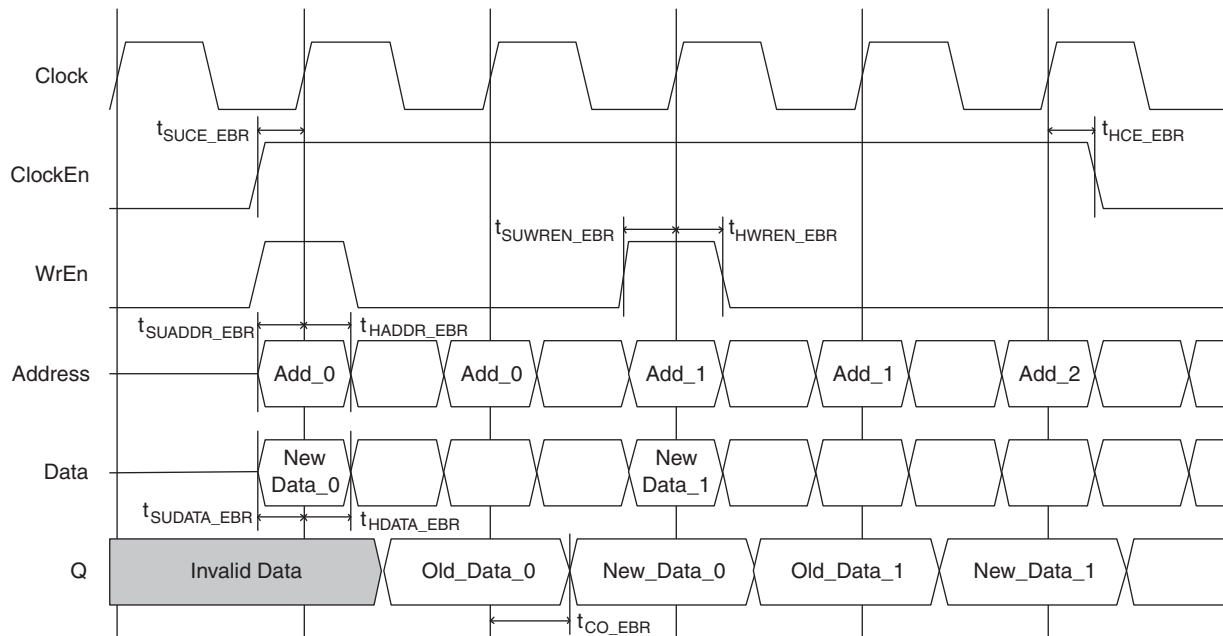 Clock
tSUCE_EBR
tHCE_EBR
ClockEn
tSUWREN_EBR
tHWREN_EBR
WrEn
tSUADDR_EBR
tHADDR_EBR
Address
Add_0
Add_0
Add_1
Add_1
Add_2
Data
New
Data_0
New
Data_1
tSUDATA_EBR
tHDATA_EBR
Q
Invalid Data
Old_Data_0
New_Data_0
Old_Data_1
New_Data_1
tCO_EBR